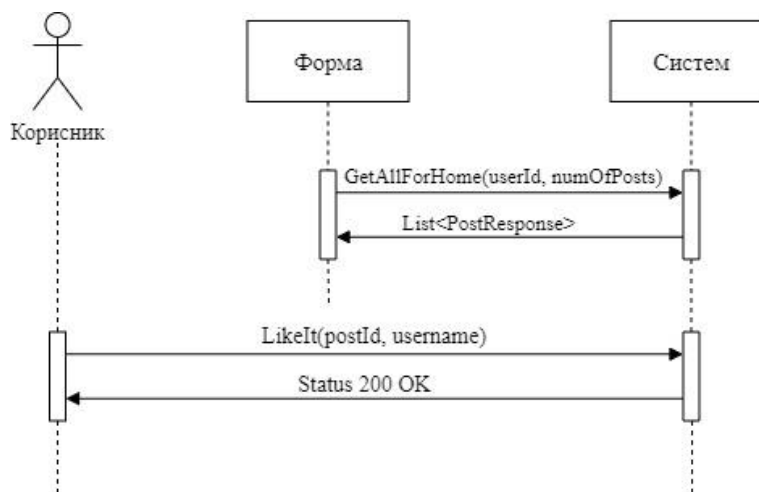 Форма
Систем
Корисник
GetAllForHome(userId, numOfPosts)
List<PostResponse>
LikeIt(postId, username)
Status 200 OK